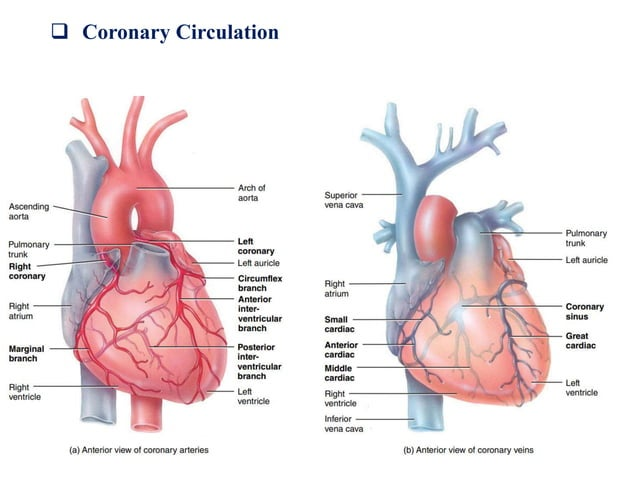 Coronary Circulation
Arch of
aorta
Ascending
aorta
Pulmonary
trunk
Right
coronary
Right
atrium
Marginal
branch
Right
ventricle
Left
coronary
Left auricle
Circumflex
branch
Anterior
inter-
ventricular
branch
Posterior
inter-
ventricular
branch
Left
ventricle
(a) Anterior view of coronary arteries
Superior
vena cava
Right
atrium
Small
cardiac
Anterior
cardiac
Middle
cardiac
Right
ventricle
Inferior
vena cava
Pulmonary
trunk
Left auricle
Coronary
sinus
Great
cardiac
Left
ventricle
(b) Anterior view of coronary veins